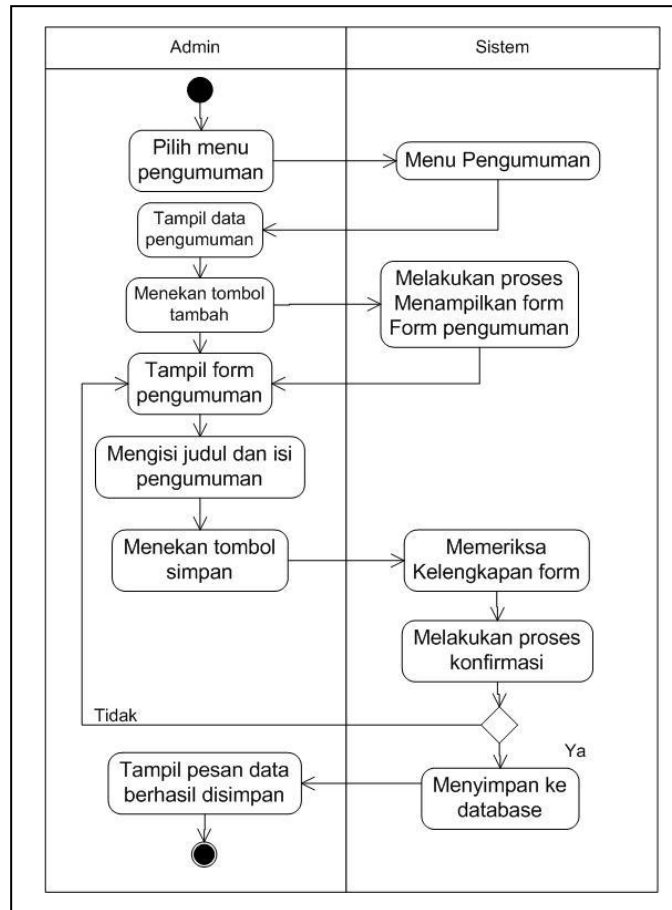 Admin
Sistem
Pilih menu
pengumuman
Menu Pengumuman
Tampil data
pengumuman
Menekan tombol
tambah
Melakukan proses
Menampilkan form
Form pengumuman
Tampil form
pengumuman
Mengisi judul dan isi
pengumuman
Menekan tombol
simpan
Memeriksa
Kelengkapan form
Melakukan proses
konfirmasi
Tidak
Ya
Tampil pesan data
berhasil disimpan
Menyimpan ke
database